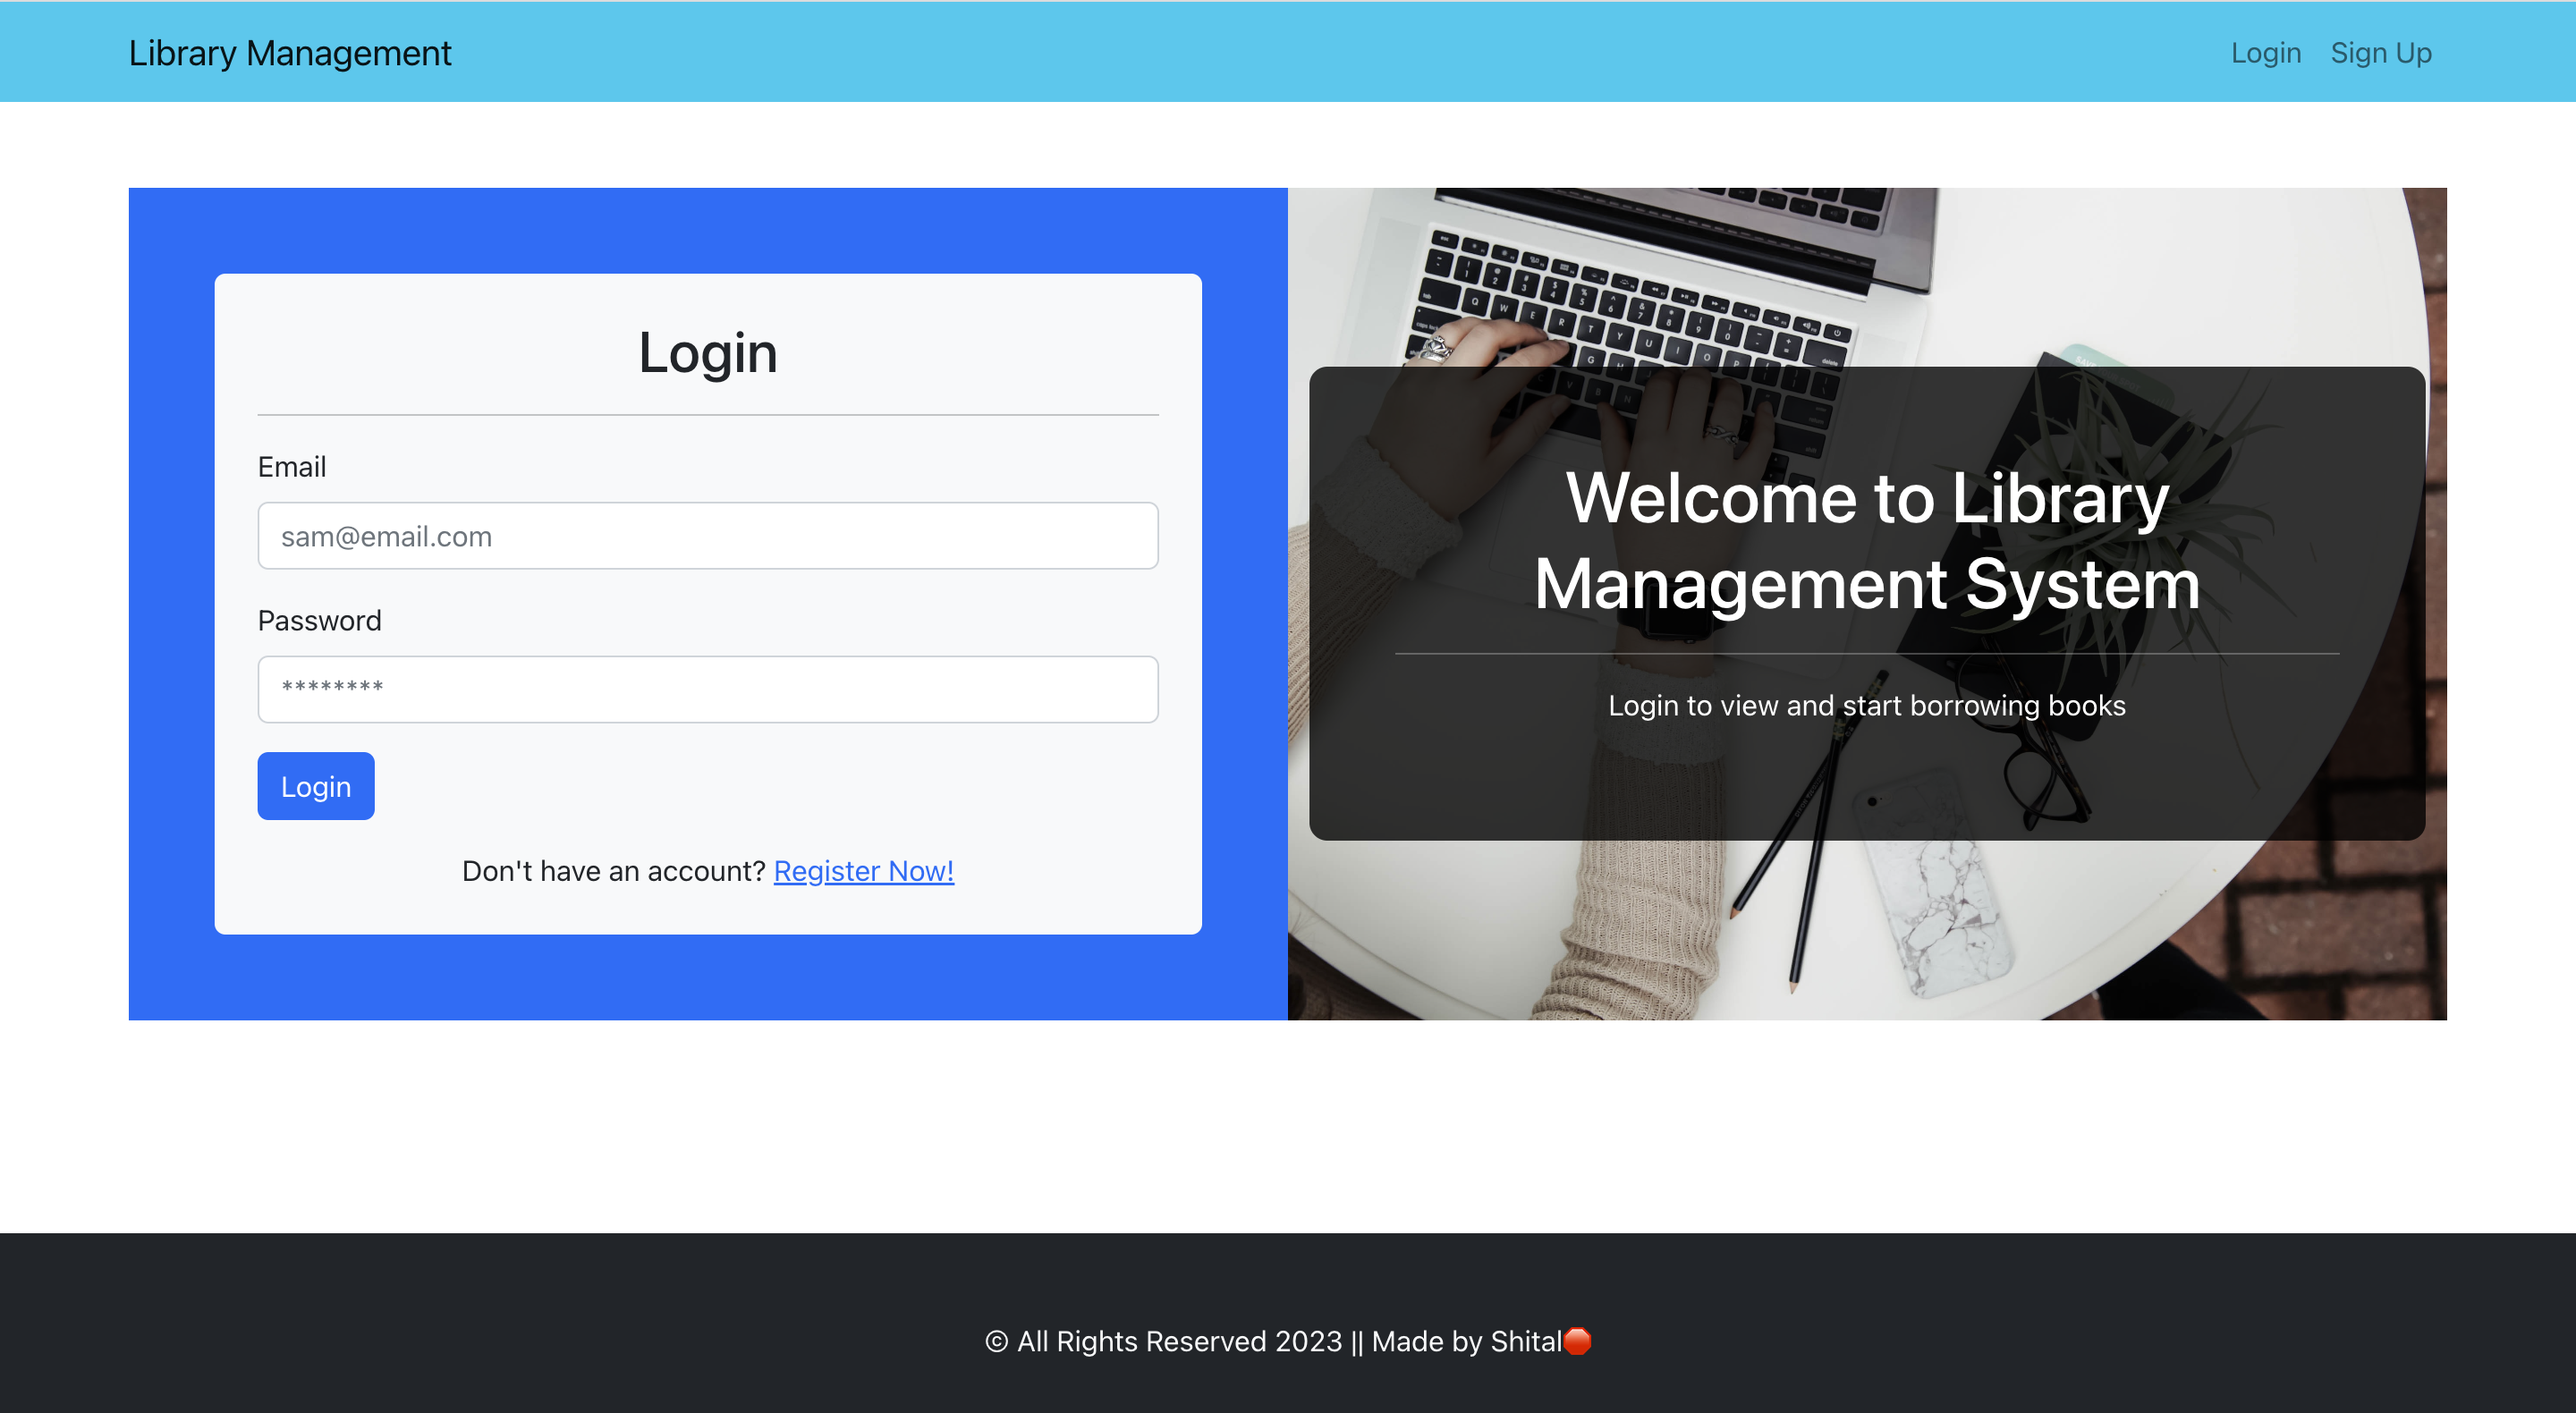 Library Management
Login
Sign Up
Login
Email
sam@email.com
Password
********
Login
Don't have an account? Register Now!
Welcome to Library
Management System
Login to view and start borrowing books
© All Rights Reserved 2023 || Made by Shital🛑